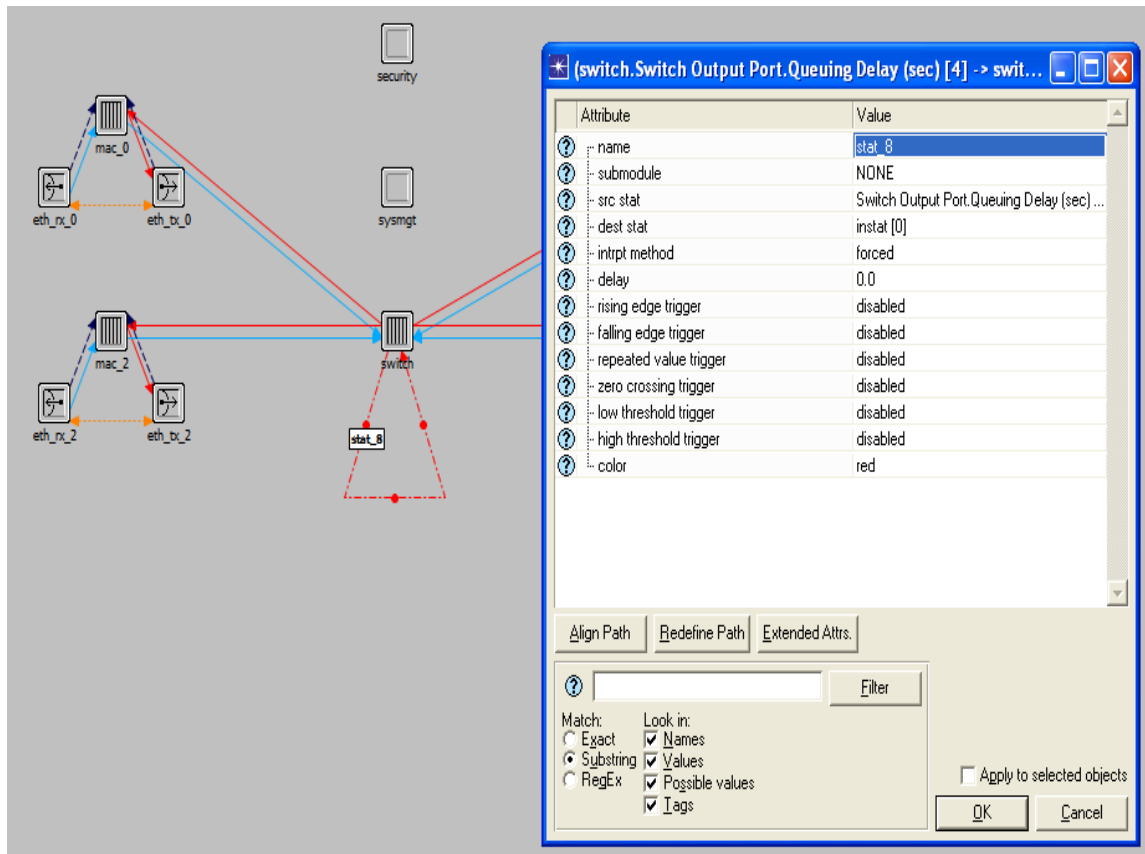 security
mac_0
eth_rx_0
eth_tx_0
sysmgt
mac_2
switch
eth_rx_2
eth_tx_2
stat_8
(switch.Switch Output Port.Queuing Delay (sec) [4] -> swit...
Attribute Value
name stat_8
submodule NONE
src stat Switch Output Port.Queuing Delay (sec) ...
dest stat instat [0]
intrpt method forced
delay 0.0
rising edge trigger disabled
falling edge trigger disabled
repeated value trigger disabled
zero crossing trigger disabled
low threshold trigger disabled
high threshold trigger disabled
color red
Align Path Redefine Path Extended Attrs.
Filter
Match: Look in:
Exact Names
Substring Values
RegEx Possible values
Tags
Apply to selected objects
OK Cancel